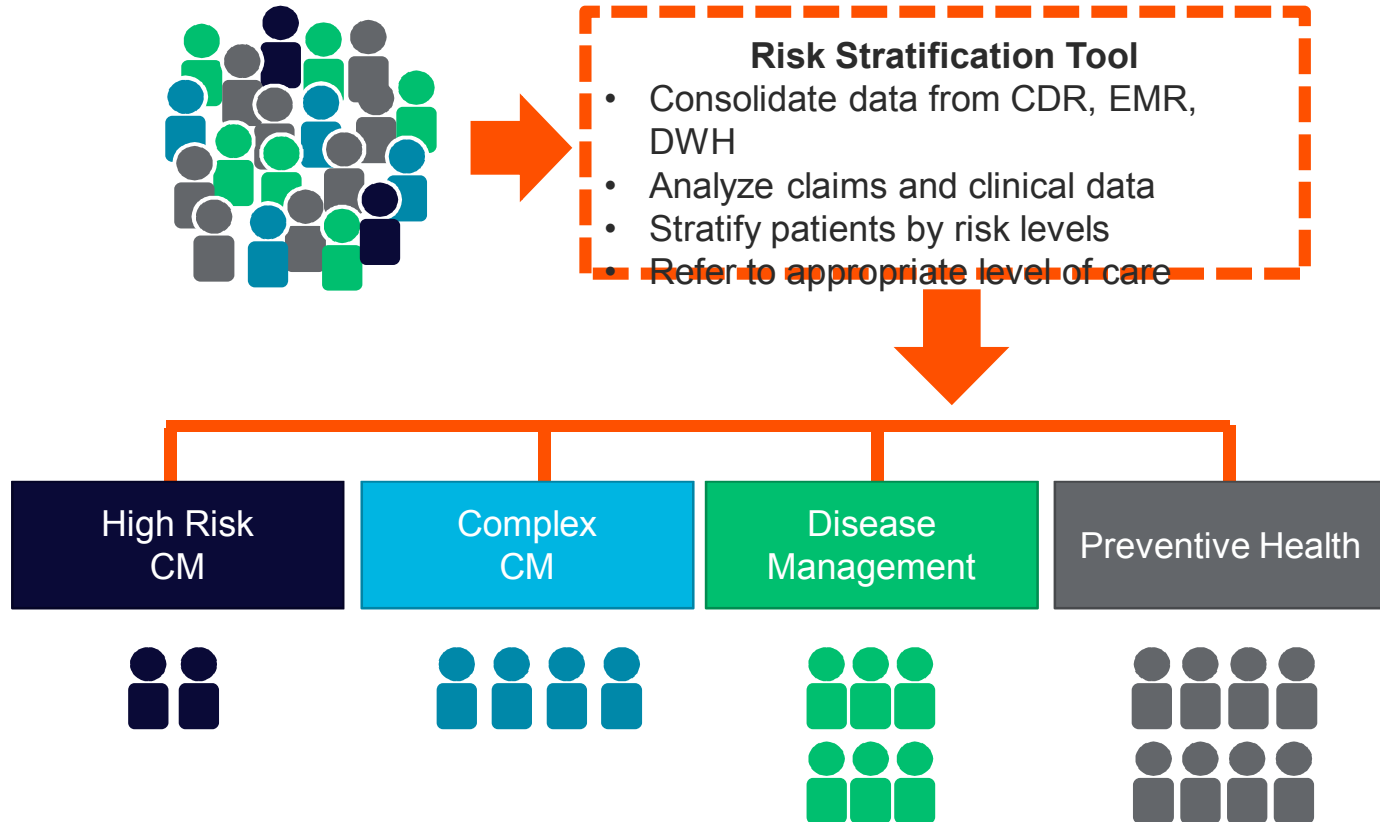 Risk Stratification Tool
• Consolidate data from CDR, EMR,
DWH
• Analyze claims and clinical data
• Stratify patients by risk levels
• Refer to appropriate level of care
High Risk
CM
Complex
CM
Disease
Management
Preventive Health